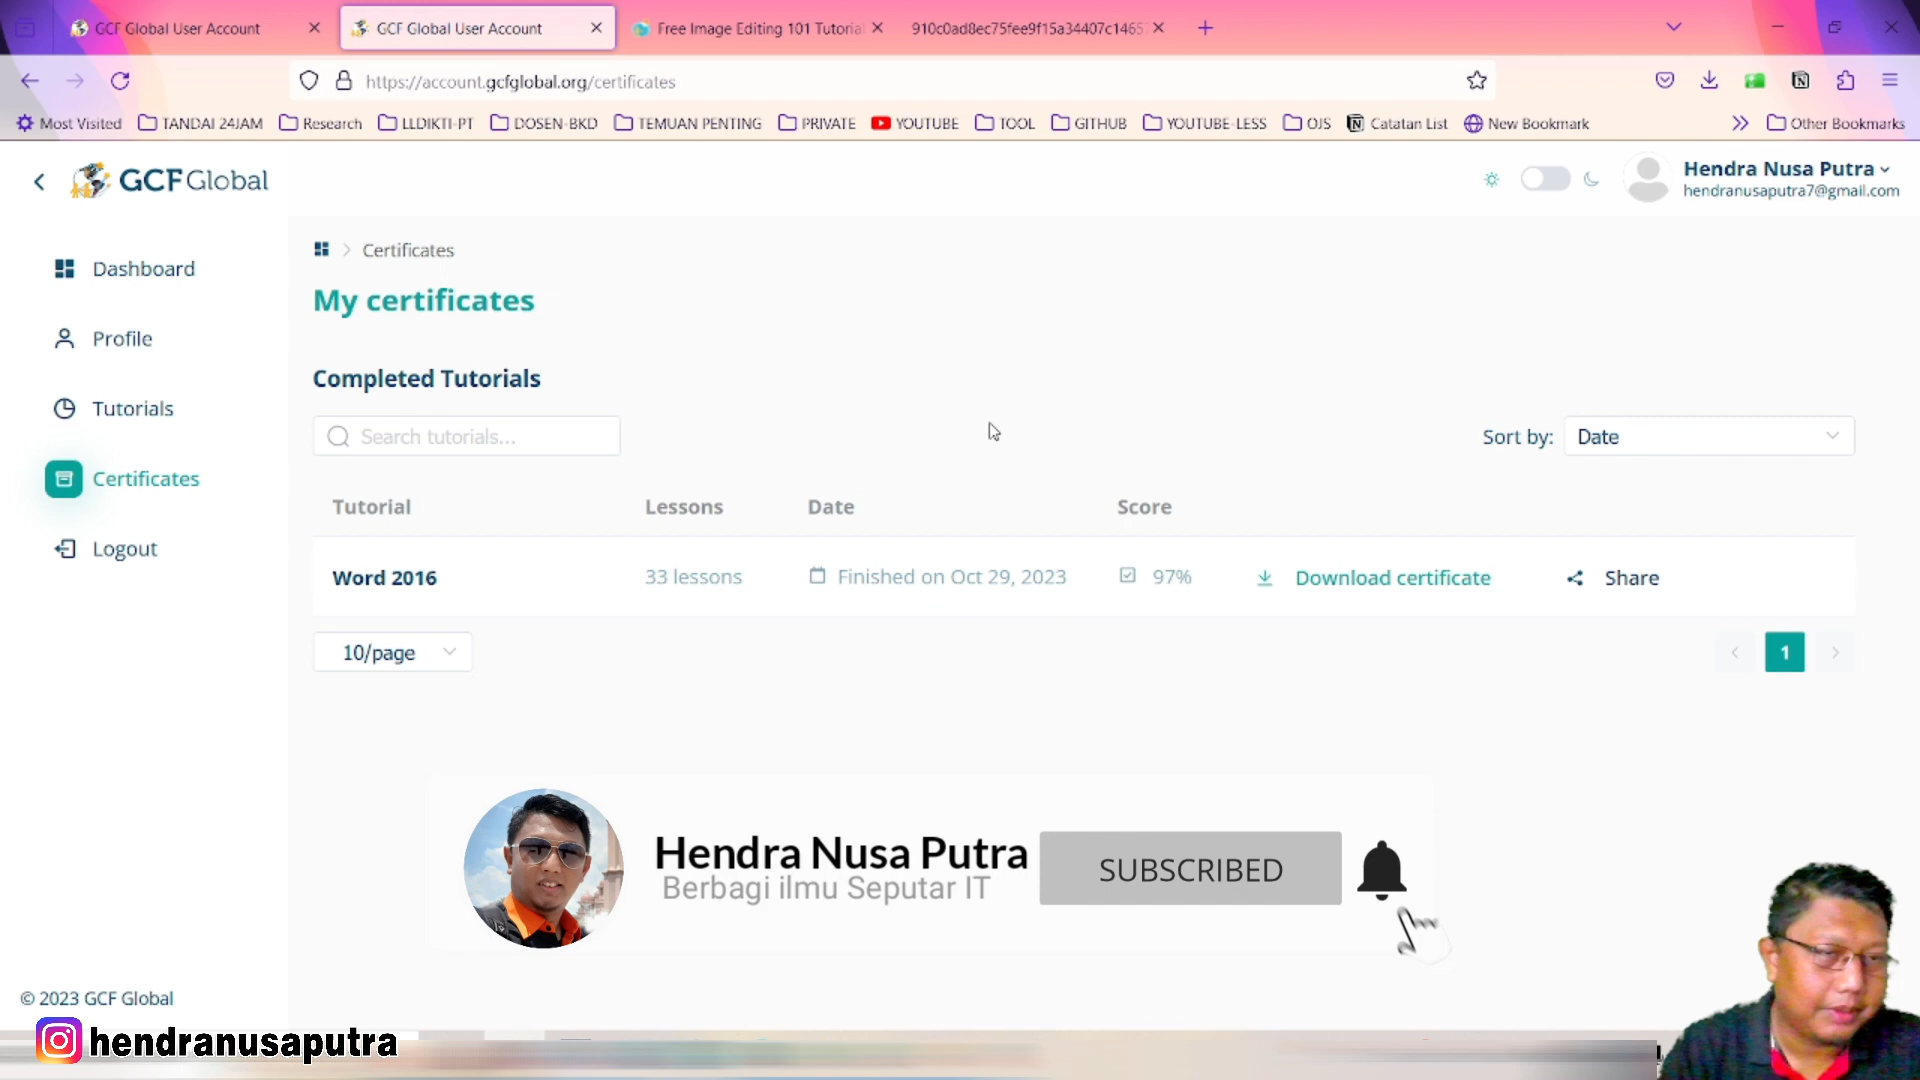 GCF Global User Account
GCF Global User Account
Free Image Editing 101 Tutorial
910c0ad8ec75fee9f15a34407c1465
https://account.gcfglobal.org/certificates
Most Visited
TANDAI 24JAM
Research
LLDIKTI-PT
DOSEN-BKD
TEMUAN PENTING
PRIVATE
YOUTUBE
TOOL
GITHUB
YOUTUBE-LESS
OJS
Catatan List
New Bookmark
Other Bookmarks
GCFGlobal
Hendra Nusa Putra
hendranusaputra7@gmail.com
Dashboard
Profile
Tutorials
Certificates
Logout
Certificates
My certificates
Completed Tutorials
Search tutorials...
Sort by: Date
Tutorial Lessons Date Score
Word 2016 33 lessons Finished on Oct 29, 2023 97% Download certificate Share
10/page
1
Hendra Nusa Putra
Berbagi ilmu Seputar IT
SUBSCRIBED
© 2023 GCF Global
hendranusaputra